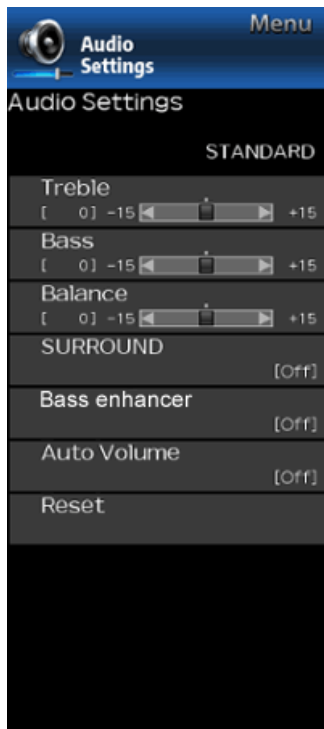 Menu
Audio
Settings
Audio Settings
STANDARD
Treble
[ 0] -15 +15
Bass
[ 0] -15 +15
Balance
[ 0] -15 +15
SURROUND
[Off]
Bass enhancer
[Off]
Auto Volume
[Off]
Reset